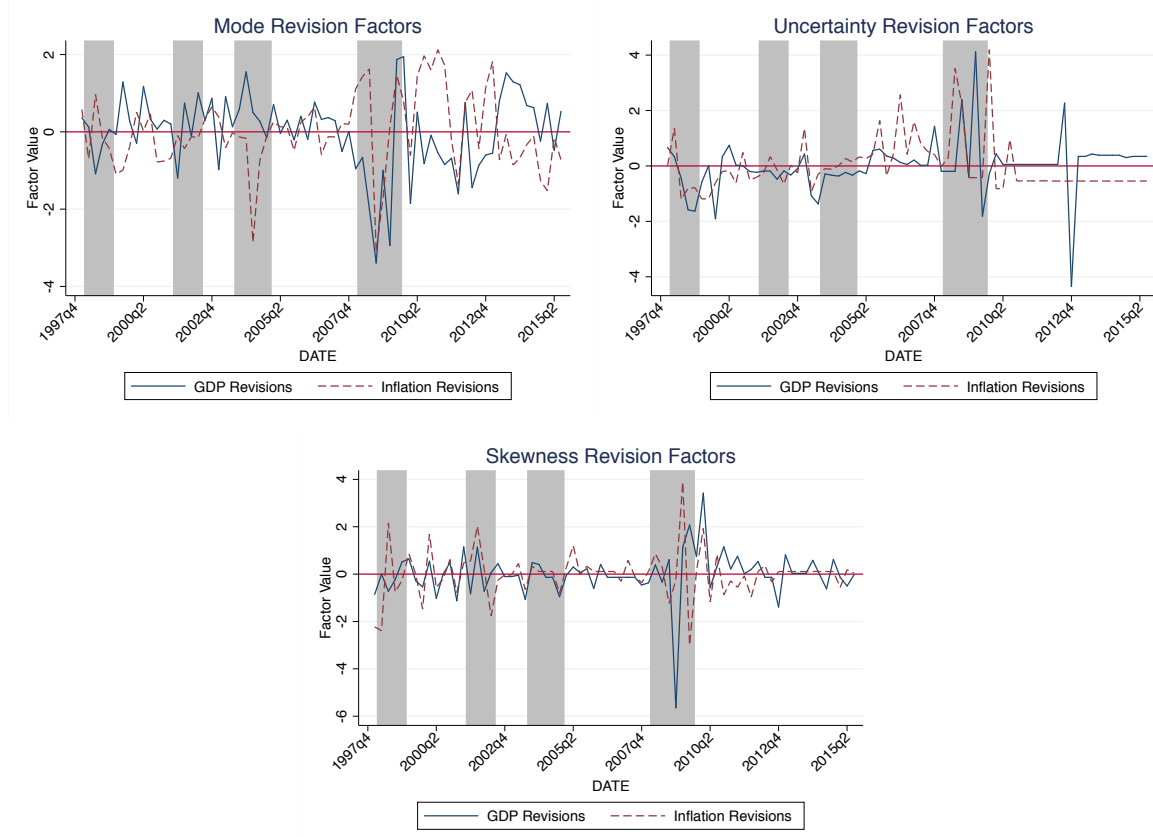 Mode Revision Factors
Factor Value
2
0
-2
-4
1997q4
2000q2
2002q4
2005q2
2007q4
2010q2
2012q4
2015q2
DATE
GDP Revisions
Inflation Revisions
Uncertainty Revision Factors
Factor Value
4
2
0
-2
-4
1997q4
2000q2
2002q4
2005q2
2007q4
2010q2
2012q4
2015q2
DATE
GDP Revisions
Inflation Revisions
Skewness Revision Factors
Factor Value
4
2
0
-2
-4
-6
1997q4
2000q2
2002q4
2005q2
2007q4
2010q2
2012q4
2015q2
DATE
GDP Revisions
Inflation Revisions